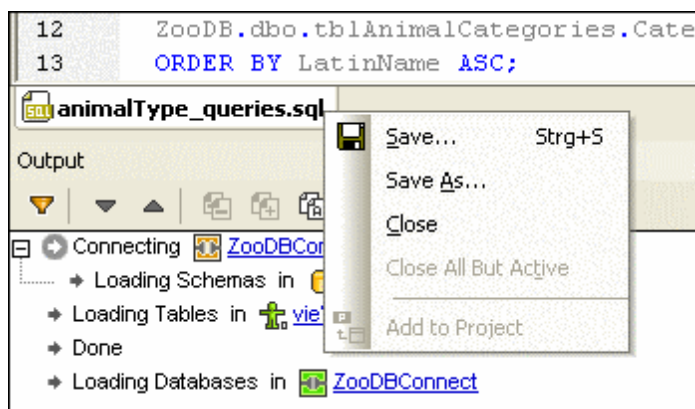 12 ZooDB.dbo.tblAnimalCategories.Cate
13 ORDER BY LatinName ASC;
animalType_queries.sql
Save... Strg+S
Save As...
Close
Close All But Active
Add to Project
Output
Connecting ZooDBCon
Loading Schemas in
Loading Tables in vie
Done
Loading Databases in ZooDBConnect